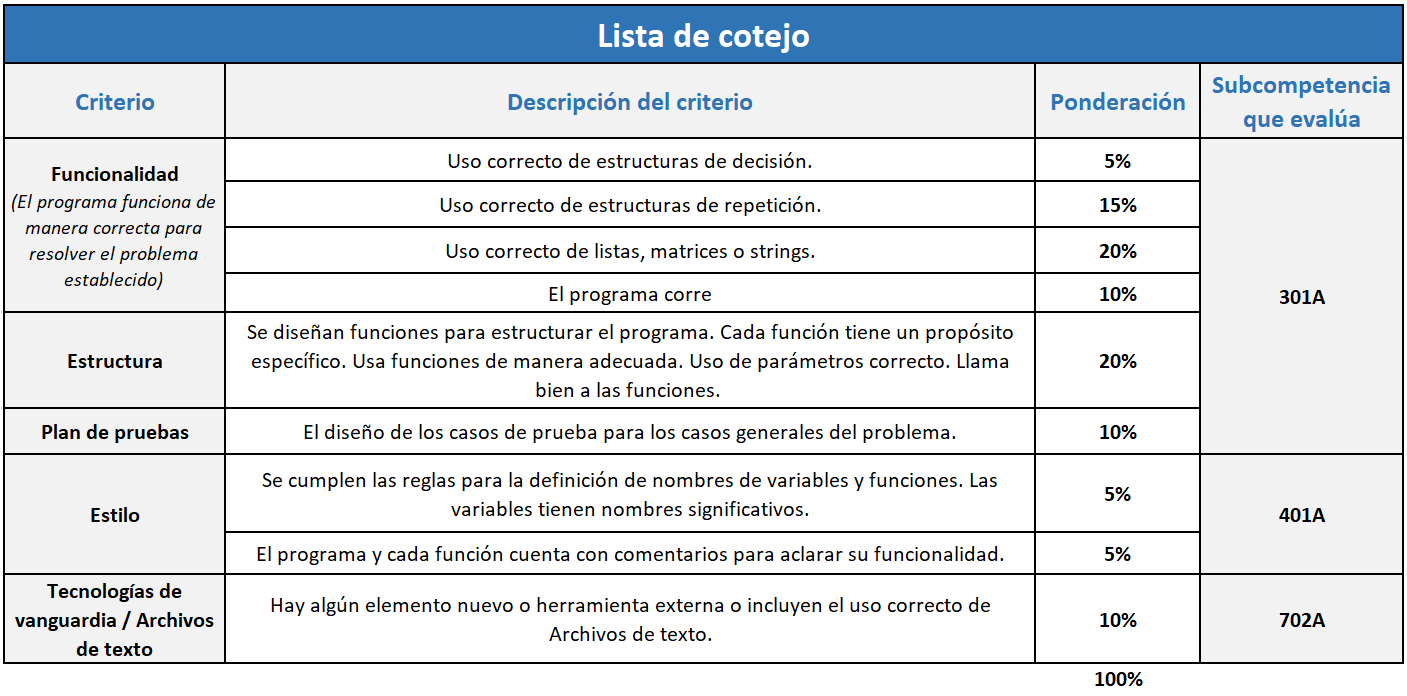 Lista de cotejo
Criterio
Descripción del criterio
Ponderación
Subcompetencia
que evalúa
Funcionalidad
(El programa funciona de
manera correcta para
resolver el problema
establecido)
Uso correcto de estructuras de decisión.
5%
Uso correcto de estructuras de repetición.
15%
Uso correcto de listas, matrices o strings.
20%
El programa corre
10%
301A
Estructura
Se diseñan funciones para estructurar el programa. Cada función tiene un propósito
específico. Usa funciones de manera adecuada. Uso de parámetros correcto. Llama
bien a las funciones.
20%
Plan de pruebas
El diseño de los casos de prueba para los casos generales del problema.
10%
Estilo
Se cumplen las reglas para la definición de nombres de variables y funciones. Las
variables tienen nombres significativos.
5%
El programa y cada función cuenta con comentarios para aclarar su funcionalidad.
5%
401A
Tecnologías de
vanguardia / Archivos
de texto
Hay algún elemento nuevo o herramienta externa o incluyen el uso correcto de
Archivos de texto.
10%
702A
100%